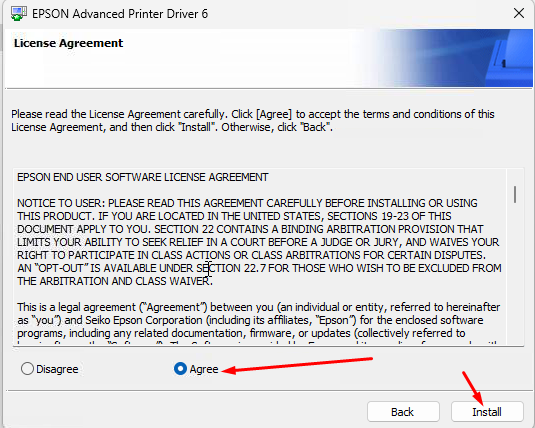 EPSON Advanced Printer Driver 6
License Agreement
Please read the License Agreement carefully. Click [Agree] to accept the terms and conditions of this
License Agreement, and then click "Install". Otherwise, click "Back".
EPSON END USER SOFTWARE LICENSE AGREEMENT
NOTICE TO USER: PLEASE READ THIS AGREEMENT CAREFULLY BEFORE INSTALLING OR USING
THIS PRODUCT. IF YOU ARE LOCATED IN THE UNITED STATES, SECTIONS 19-23 OF THIS
DOCUMENT APPLY TO YOU. SECTION 22 CONTAINS A BINDING ARBITRATION PROVISION THAT
LIMITS YOUR ABILITY TO SEEK RELIEF IN A COURT BEFORE A JUDGE OR JURY, AND WAIVES YOUR
RIGHT TO PARTICIPATE IN CLASS ACTIONS OR CLASS ARBITRATIONS FOR CERTAIN DISPUTES.
AN “OPT-OUT” IS AVAILABLE UNDER SECTION 22.7 FOR THOSE WHO WISH TO BE EXCLUDED FROM
THE ARBITRATION AND CLASS WAIVER.
This is a legal agreement (“Agreement”) between you (an individual or entity, referred to hereinafter
as “you”) and Seiko Epson Corporation (including its affiliates, “Epson”) for the enclosed software
programs, including any related documentation, firmware, or updates (collectively referred to
Disagree
Agree
Back
Install